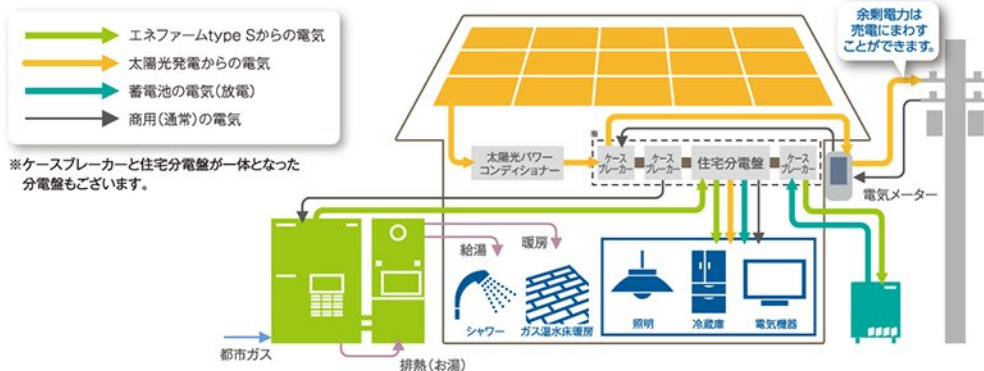 エネファームtype Sからの電気
太陽光発電からの電気
蓄電池の電気(放電)
商用(通常)の電気
※ケースブレーカーと住宅分電盤が一体となった
分電盤もございます。
余剰電力は
売電にまわす
ことができます。
※
太陽光パワー
コンディショナー
ケース
ブレーカー
ケース
ブレーカー
住宅分電盤
ケース
ブレーカー
電気メーター
給湯
暖房
シャワー
ガス温水床暖房
照明
冷蔵庫
電気機器
都市ガス
排熱(お湯)